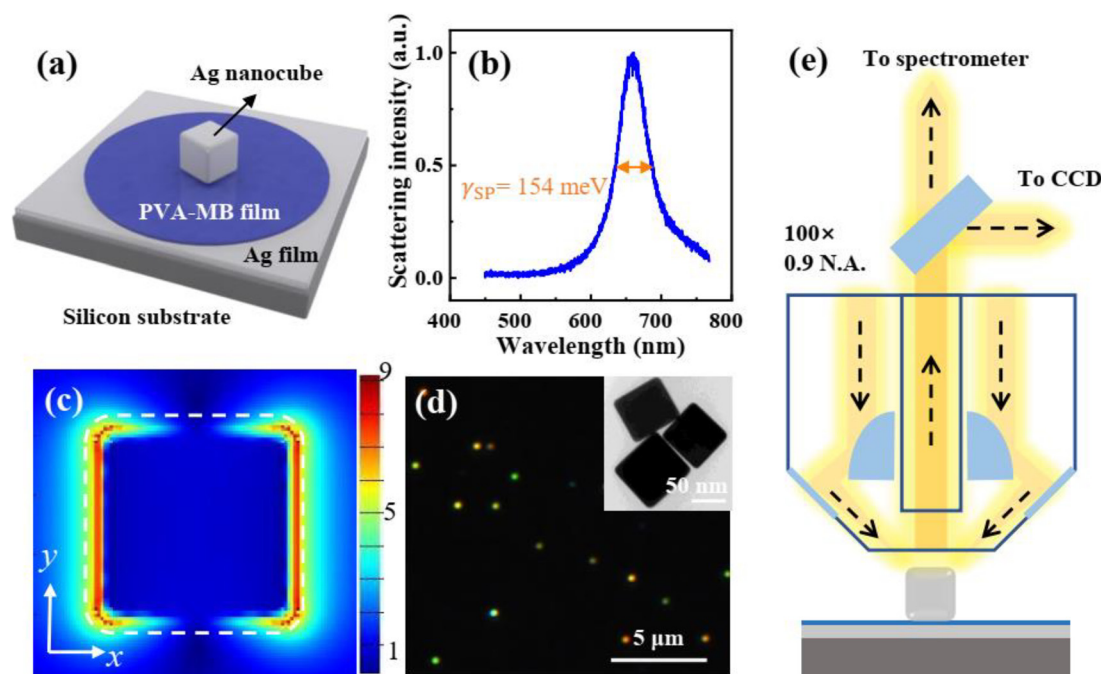 (a)
Ag nanocube
PVA-MB film
Ag film
Silicon substrate
(b)
Scattering intensity (a.u.)
1.0
0.5
0.0
γSP= 154 meV
400 500 600 700 800
Wavelength (nm)
(c)
y
x
9
5
1
(d)
50 nm
5 μm
(e)
To spectrometer
To CCD
100×
0.9 N.A.